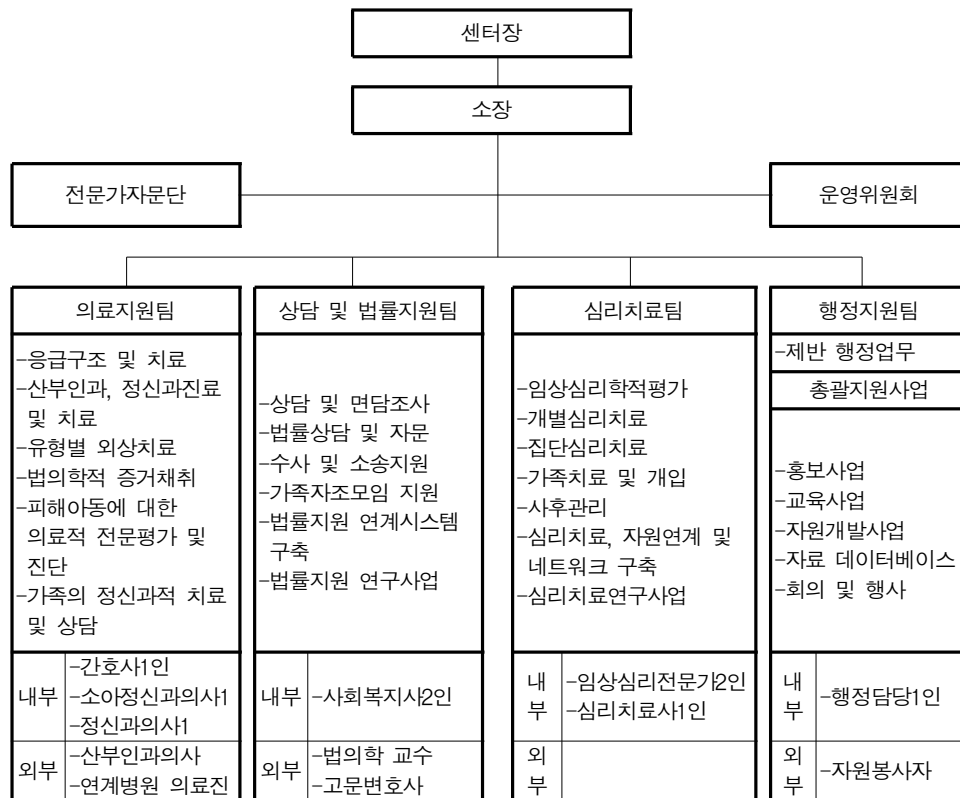 센터장
소장
전문가자문단
운영위원회
의료지원팀
-응급구조 및 치료
-산부인과, 정신과진료
및 치료
-유형별 외상치료
-법의학적 증거채취
-피해아동에 대한
의료적 전문평가 및
진단
-가족의 정신과적 치료
및 상담
내부
-간호사1인
-소아정신과의사1
-정신과의사1
외부
-산부인과의사
-연계병원 의료진
상담 및 법률지원팀
-상담 및 면담조사
-법률상담 및 자문
-수사 및 소송지원
-가족자조모임 지원
-법률지원 연계시스템
구축
-법률지원 연구사업
내부
-사회복지사2인
외부
-법의학 교수
-고문변호사
심리치료팀
-임상심리학적평가
-개별심리치료
-집단심리치료
-가족치료 및 개입
-사후관리
-심리치료, 자원연계 및
네트워크 구축
-심리치료연구사업
내
부
-임상심리전문가2인
-심리치료사1인
외
부
행정지원팀
-제반 행정업무
총괄지원사업
-홍보사업
-교육사업
-자원개발사업
-자료 데이터베이스
-회의 및 행사
내
부
-행정담당1인
외
부
-자원봉사자